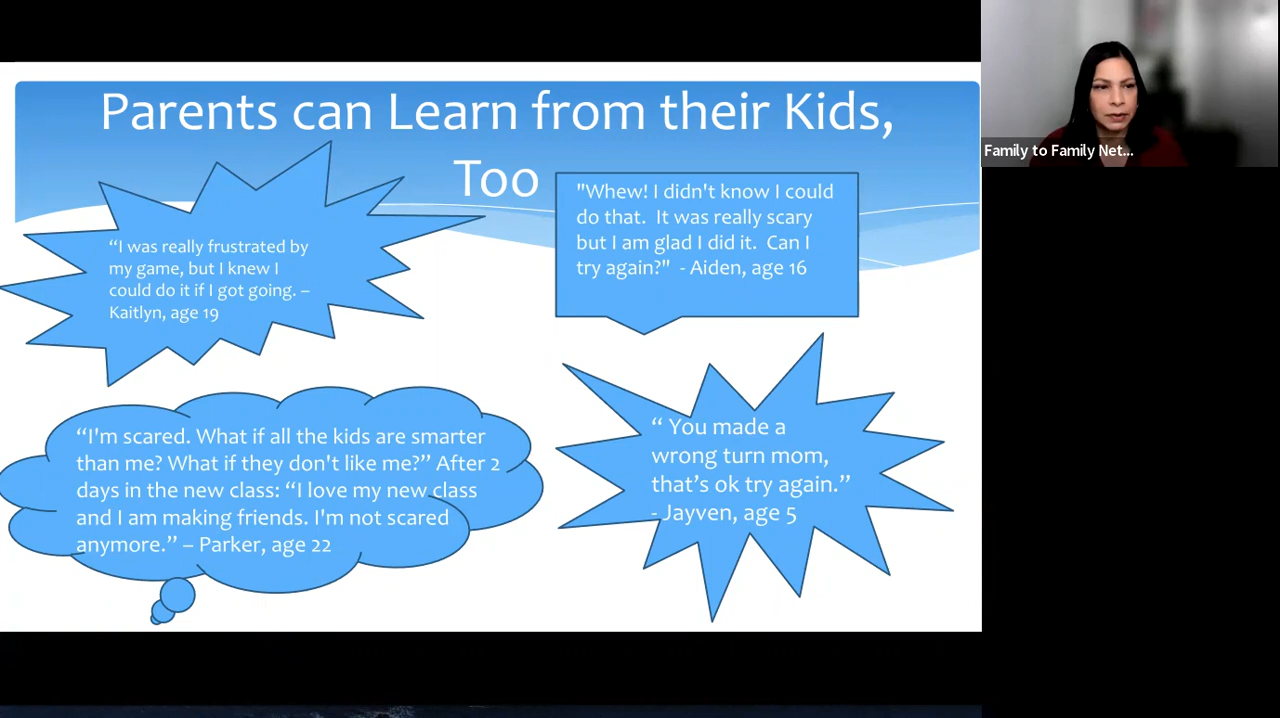 Parents can Learn from their Kids,
Too
"Whew! I didn't know I could
do that.  It was really scary
but I am glad I did it.  Can I
try again?"  - Aiden, age 16
“I was really frustrated by
my game, but I knew I
could do it if I got going. –
Kaitlyn, age 19
“I'm scared. What if all the kids are smarter
than me? What if they don't like me?” After 2
days in the new class: “I love my new class
and I am making friends. I'm not scared
anymore.” – Parker, age 22
“ You made a
wrong turn mom,
that’s ok try again.”
- Jayven, age 5
Family to Family Net...